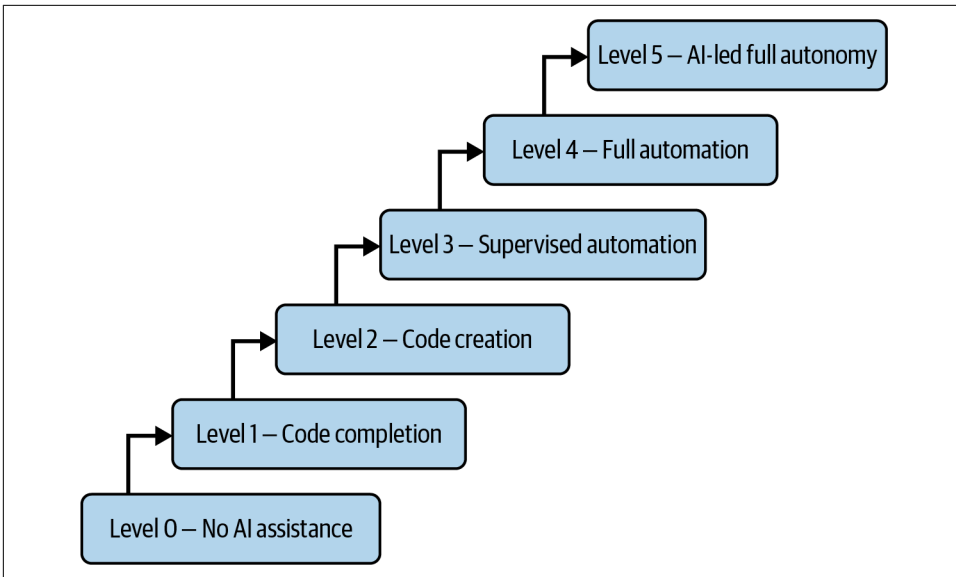 Level 5 – AI-led full autonomy
Level 4 – Full automation
Level 3 – Supervised automation
Level 2 – Code creation
Level 1 – Code completion
Level 0 – No AI assistance